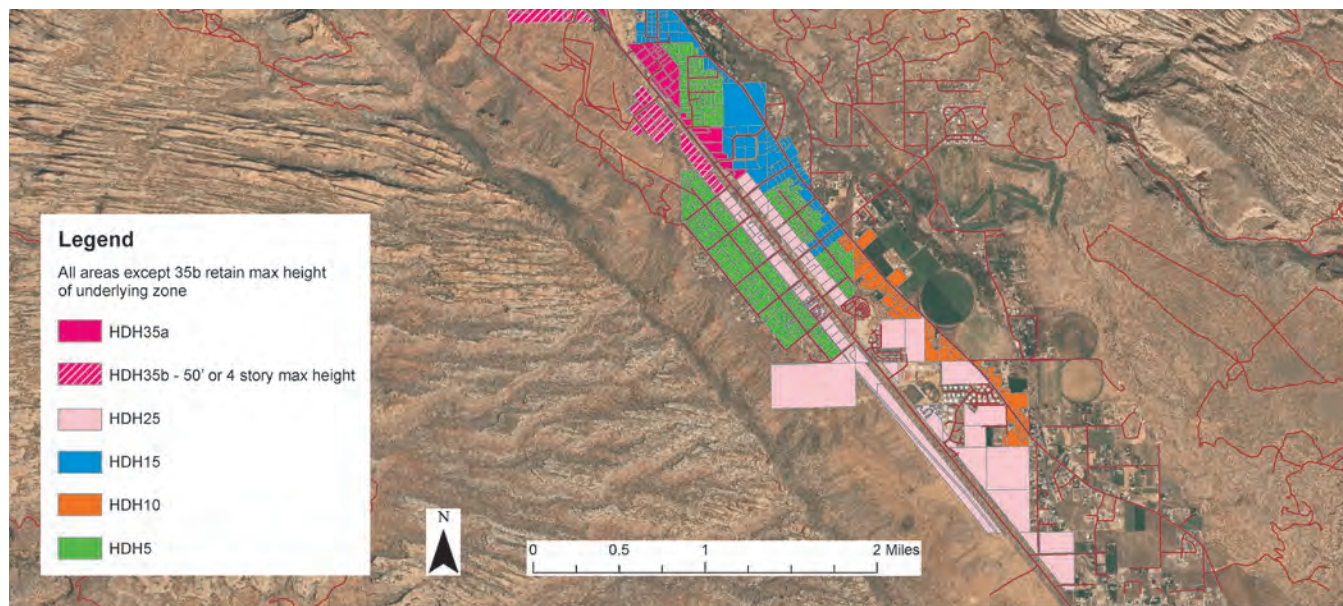 Legend
All areas except 35b retain max height
of underlying zone
HDH35a
HDH35b - 50' or 4 story max height
HDH25
HDH15
HDH10
HDH5
N
0 0.5 1 2 Miles